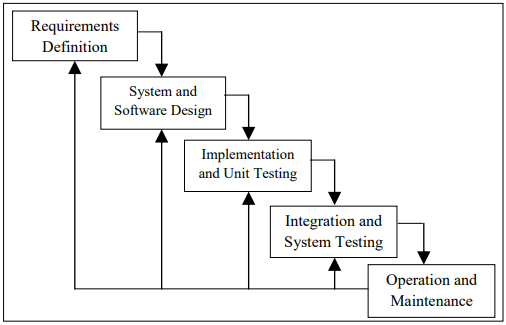 Requirements
Definition
System and
Software Design
Implementation
and Unit Testing
Integration and
System Testing
Operation and
Maintenance